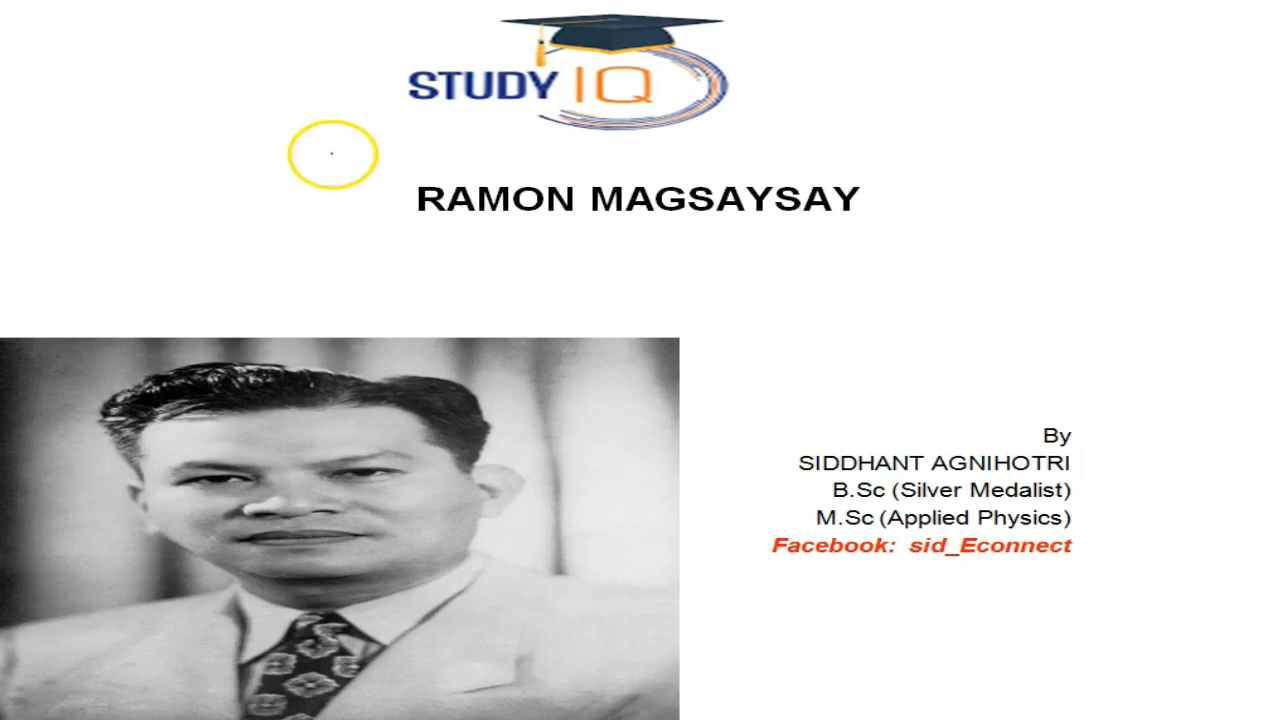 STUDY IQ
RAMON MAGSAYSAY
By
SIDDHANT AGNIHOTRI
B.Sc (Silver Medalist)
M.Sc (Applied Physics)
Facebook: sid_Econnect